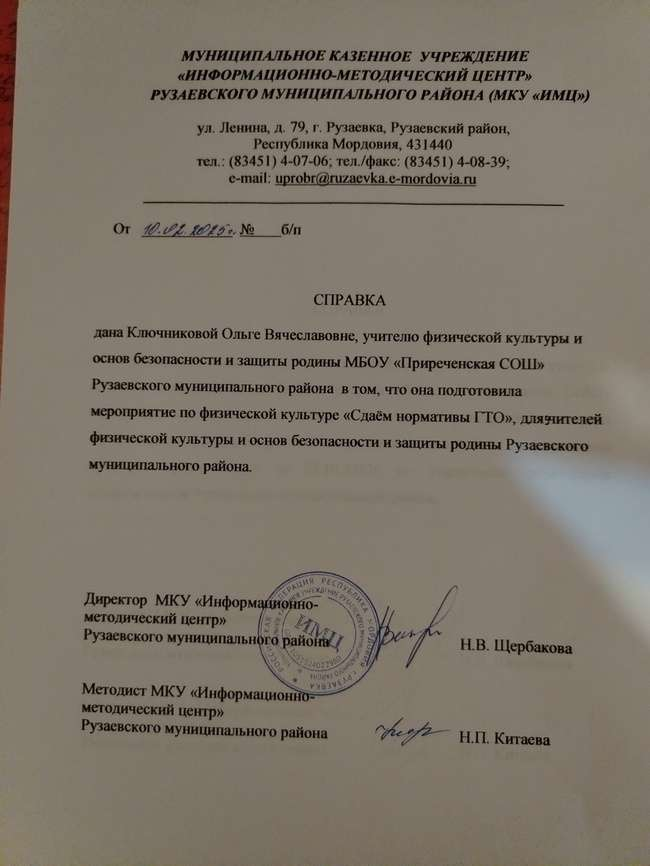 МУНИЦИПАЛЬНОЕ КАЗЕННОЕ УЧРЕЖДЕНИЕ
«ИНФОРМАЦИОННО-МЕТОДИЧЕСКИЙ ЦЕНТР»
РУЗАЕВСКОГО МУНИЦИПАЛЬНОГО РАЙОНА (МКУ «ИМЦ»)
ул. Ленина, д. 79, г. Рузаевка, Рузаевский район,
Республика Мордовия, 431440
тел.: (83451) 4-07-06; тел./факс: (83451) 4-08-39;
e-mail: uprobr@ruzaevka.e-mordovia.ru
От 10.02.2025г. № б/п
СПРАВКА
дана Ключниковой Ольге Вячеславовне, учителю физической культуры и
основ безопасности и защиты родины МБОУ «Приреченская СОШ»
Рузаевского муниципального района в том, что она подготовила
мероприятие по физической культуре «Сдаём нормативы ГТО», для учителей
физической культуры и основ безопасности и защиты родины Рузаевского
муниципального района.
Директор МКУ «Информационно-
методический центр»
Рузаевского муниципального района
Н.В. Щербакова
ИМЦ
Методист МКУ «Информационно-
методический центр»
Рузаевского муниципального района
Н.П. Китаева